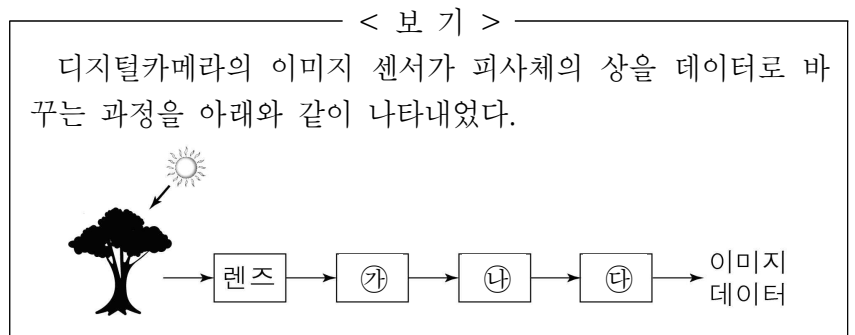 < 보 기 >
디지털카메라의 이미지 센서가 피사체의 상을 데이터로 바
꾸는 과정을 아래와 같이 나타내었다.
렌즈 ㉮ ㉯ ㉰ 이미지
데이터